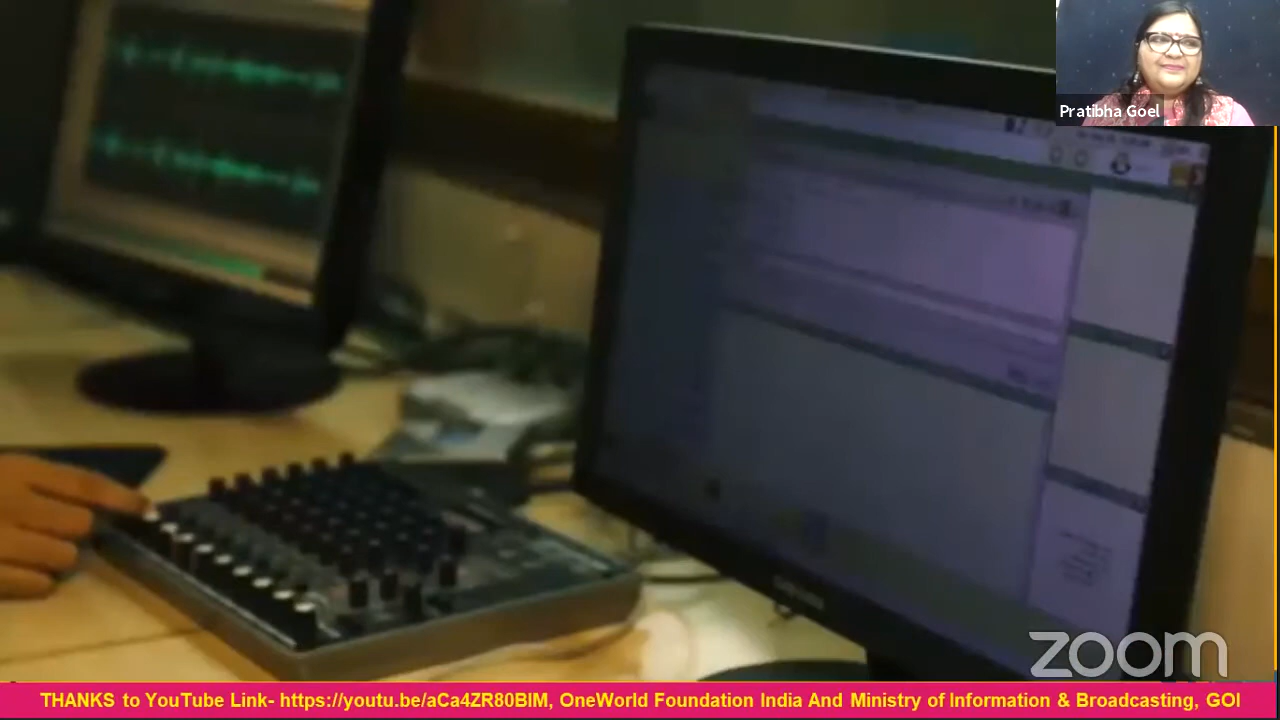 Pratibha Goel
zoom
THANKS to YouTube Link- https://youtu.be/aCa4ZR80BIM, OneWorld Foundation India And Ministry of Information & Broadcasting, GOI